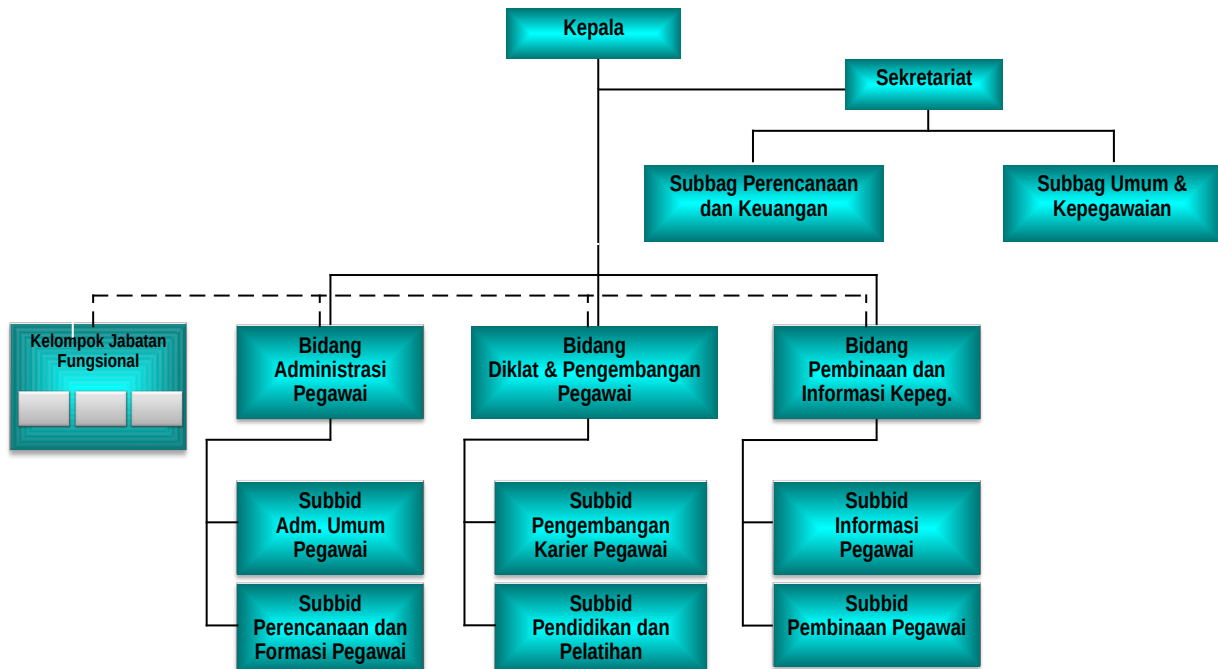 Kepala
Sekretariat
Subbag Perencanaan
dan Keuangan
Subbag Umum &
Kepegawaian
Kelompok Jabatan
Fungsional
Bidang
Administrasi
Pegawai
Bidang
Diklat & Pengembangan
Pegawai
Bidang
Pembinaan dan
Informasi Kepeg.
Subbid
Adm. Umum
Pegawai
Subbid
Pengembangan
Karier Pegawai
Subbid
Informasi
Pegawai
Subbid
Perencanaan dan
Formasi Pegawai
Subbid
Pendidikan dan
Pelatihan
Subbid
Pembinaan Pegawai